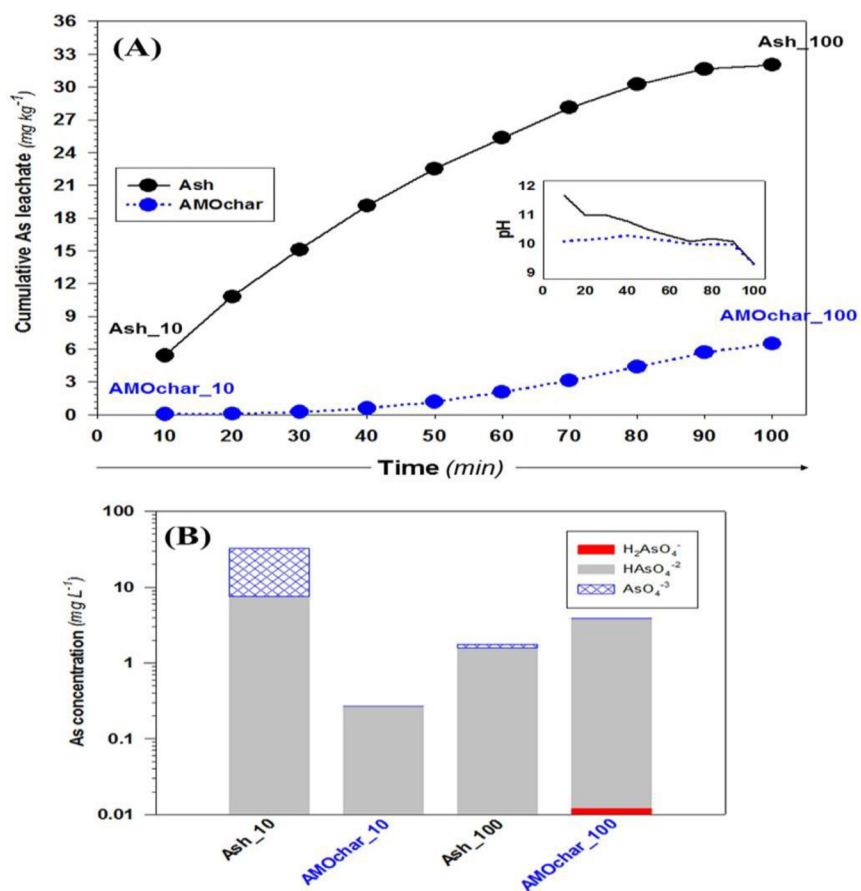 (A)
Cumulative As leachate (mg kg⁻¹)
36
33
30
27
24
21
18
15
12
9
6
3
0
Ash_100
Ash
AMOchar
pH
12
11
10
9
0 20 40 60 80 100
Ash_10
AMOchar_100
AMOchar_10
0 10 20 30 40 50 60 70 80 90 100
Time (min)
(B)
As concentration (mg L⁻¹)
100
10
1
0.1
0.01
H₂AsO₄⁻
HAsO₄⁻²
AsO₄⁻³
Ash_10
AMOchar_10
Ash_100
AMOchar_100